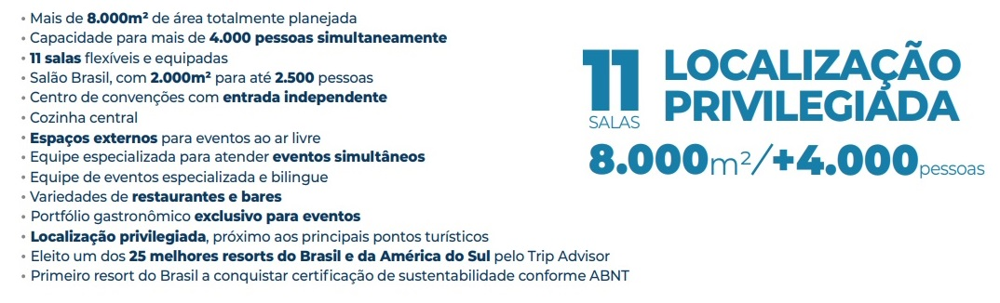 • Mais de 8.000m² de área totalmente planejada
• Capacidade para mais de 4.000 pessoas simultaneamente
• 11 salas flexíveis e equipadas
• Salão Brasil, com 2.000m² para até 2.500 pessoas
• Centro de convenções com entrada independente
• Cozinha central
• Espaços externos para eventos ao ar livre
• Equipe especializada para atender eventos simultâneos
• Equipe de eventos especializada e bilingue
• Variedades de restaurantes e bares
• Portfólio gastronômico exclusivo para eventos
• Localização privilegiada, próximo aos principais pontos turísticos
• Eleito um dos 25 melhores resorts do Brasil e da América do Sul pelo Trip Advisor
• Primeiro resort do Brasil a conquistar certificação de sustentabilidade conforme ABNT
11
SALAS
LOCALIZAÇÃO
PRIVILEGIADA
8.000m²/+4.000pessoas